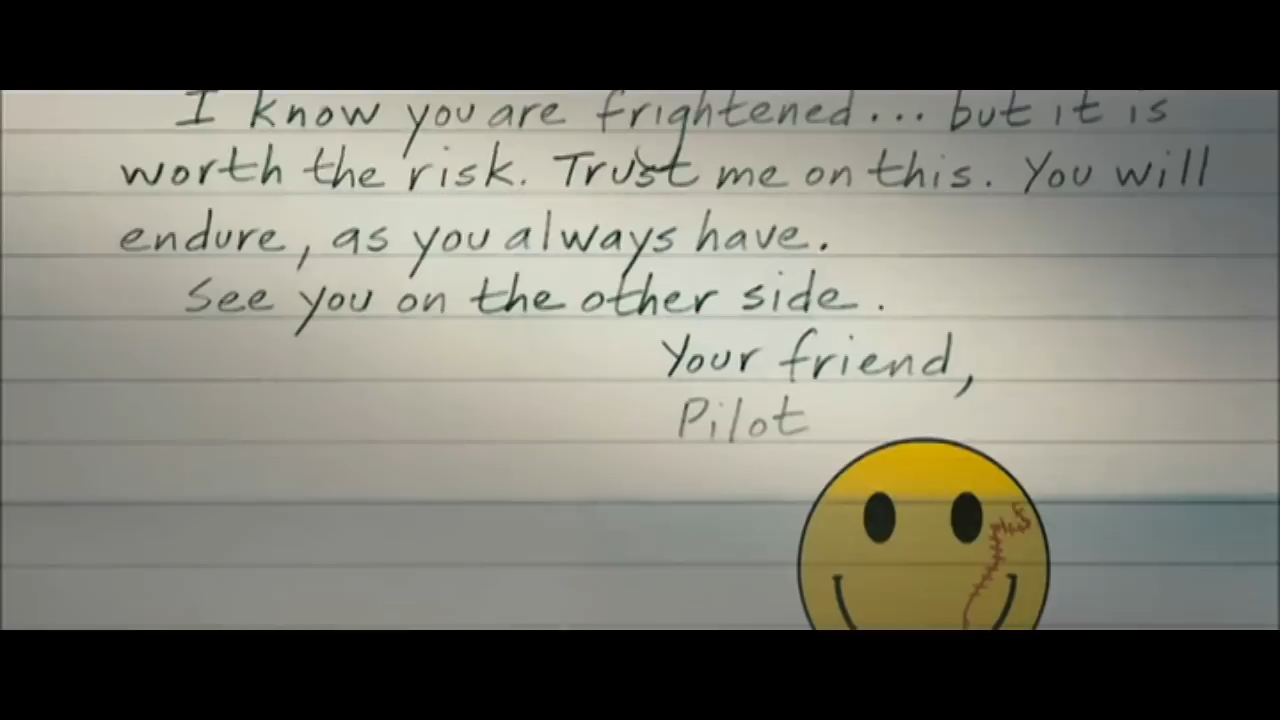 I know you are frightened... but it is
worth the risk. Trust me on this. You will
endure, as you always have.
See you on the other side.
Your friend,
Pilot